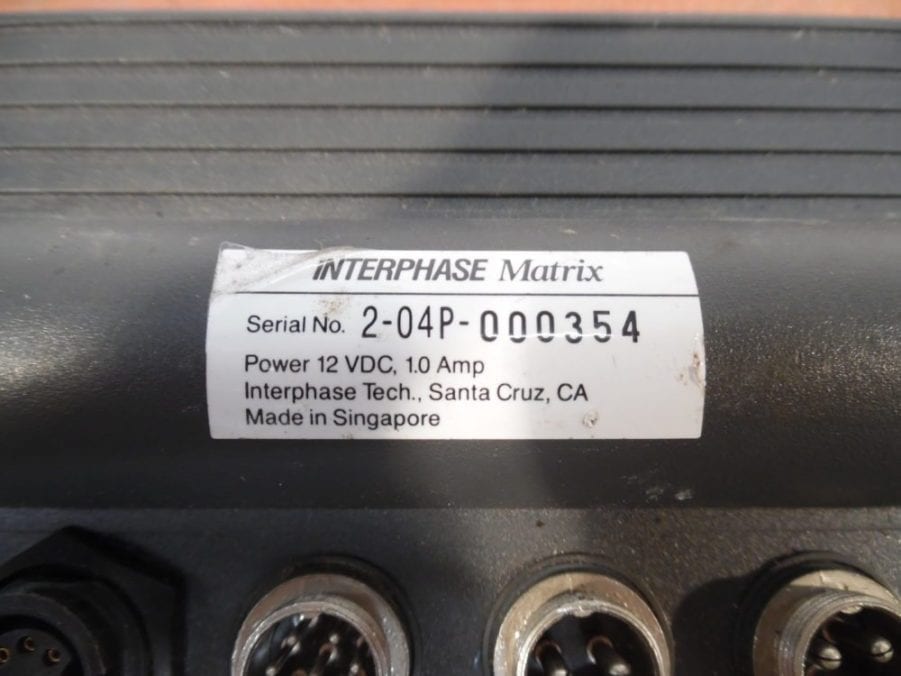 INTERPHASE Matrix
Serial No. 2-04P-000354
Power 12 VDC, 1.0 Amp
Interphase Tech., Santa Cruz, CA
Made in Singapore